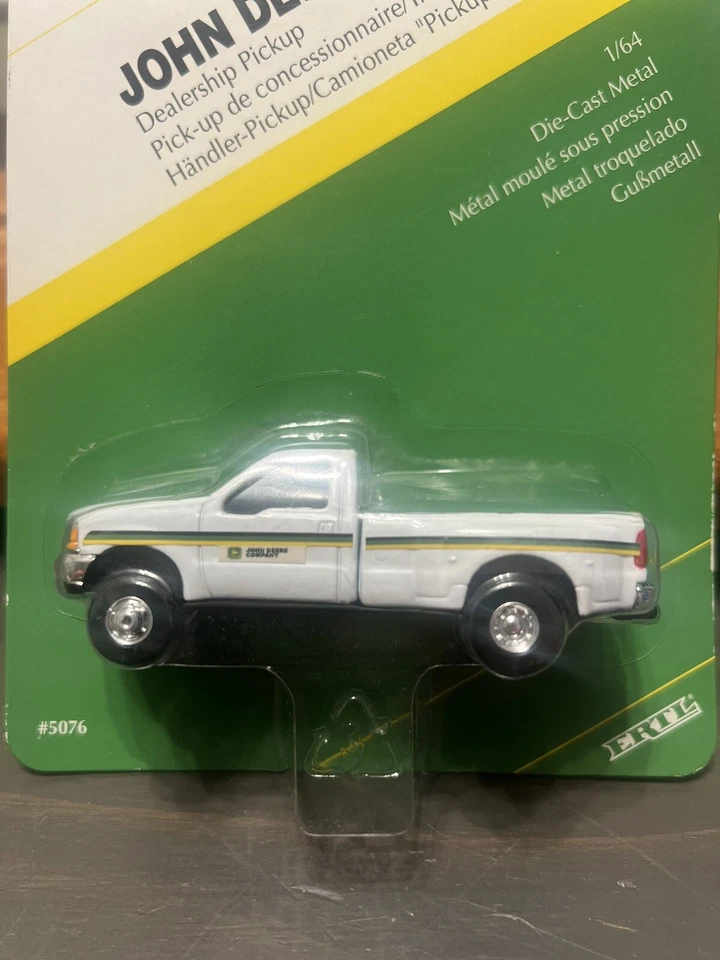 JOHN DE
Dealership Pickup
Pick-up de concessionnaire/
Händler-Pickup/Camioneta "Pickup
1/64
Die-Cast Metal
Métal moulé sous pression
Metal troquelado
Gußmetall
JOHN DEERE
COMPANY
#5076
ERTL